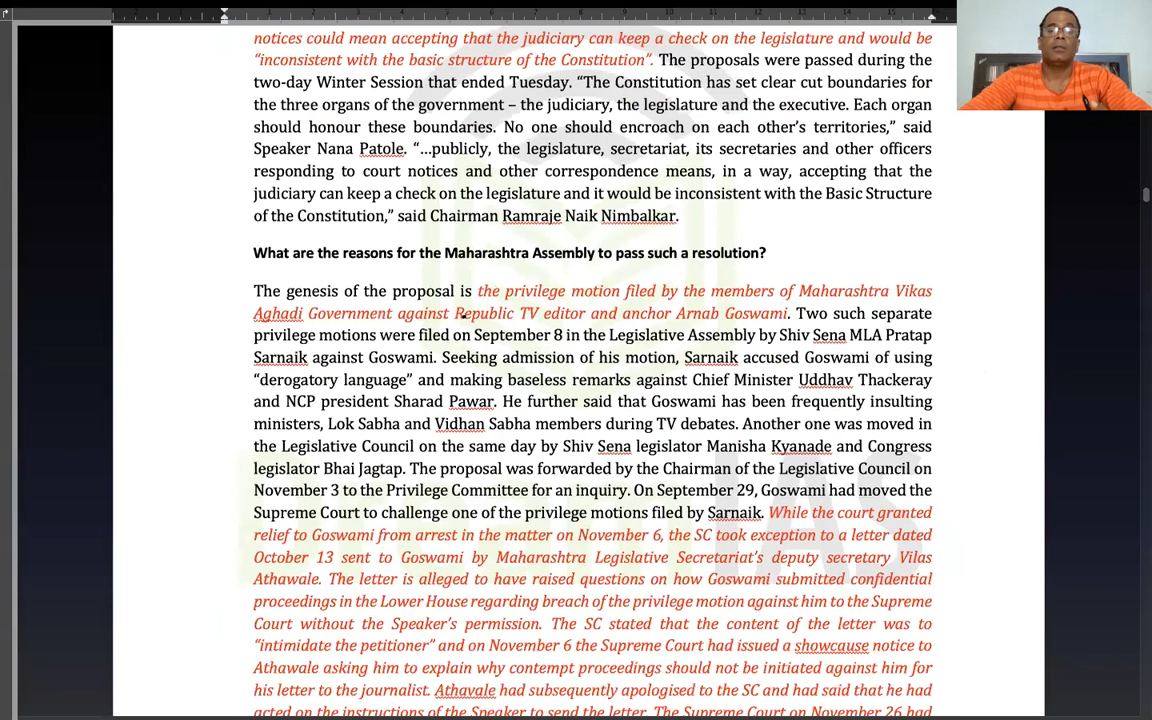 notices could mean accepting that the judiciary can keep a check on the legislature and would be
“inconsistent with the basic structure of the Constitution”. The proposals were passed during the
two-day Winter Session that ended Tuesday. “The Constitution has set clear cut boundaries for
the three organs of the government – the judiciary, the legislature and the executive. Each organ
should honour these boundaries. No one should encroach on each other’s territories,” said
Speaker Nana Patole. “…publicly, the legislature, secretariat, its secretaries and other officers
responding to court notices and other correspondence means, in a way, accepting that the
judiciary can keep a check on the legislature and it would be inconsistent with the Basic Structure
of the Constitution,” said Chairman Ramraje Naik Nimbalkar.
What are the reasons for the Maharashtra Assembly to pass such a resolution?
The genesis of the proposal is the privilege motion filed by the members of Maharashtra Vikas
Aghadi Government against Republic TV editor and anchor Arnab Goswami. Two such separate
privilege motions were filed on September 8 in the Legislative Assembly by Shiv Sena MLA Pratap
Sarnaik against Goswami. Seeking admission of his motion, Sarnaik accused Goswami of using
“derogatory language” and making baseless remarks against Chief Minister Uddhav Thackeray
and NCP president Sharad Pawar. He further said that Goswami has been frequently insulting
ministers, Lok Sabha and Vidhan Sabha members during TV debates. Another one was moved in
the Legislative Council on the same day by Shiv Sena legislator Manisha Kyanade and Congress
legislator Bhai Jagtap. The proposal was forwarded by the Chairman of the Legislative Council on
November 3 to the Privilege Committee for an inquiry. On September 29, Goswami had moved the
Supreme Court to challenge one of the privilege motions filed by Sarnaik. While the court granted
relief to Goswami from arrest in the matter on November 6, the SC took exception to a letter dated
October 13 sent to Goswami by Maharashtra Legislative Secretariat’s deputy secretary Vilas
Athawale. The letter is alleged to have raised questions on how Goswami submitted confidential
proceedings in the Lower House regarding breach of the privilege motion against him to the Supreme
Court without the Speaker’s permission. The SC stated that the content of the letter was to
“intimidate the petitioner” and on November 6 the Supreme Court had issued a showcause notice to
Athawale asking him to explain why contempt proceedings should not be initiated against him for
his letter to the journalist. Athavale had subsequently apologised to the SC and had said that he had
acted on the instructions of the Speaker to send the letter. The Supreme Court on November 26 had